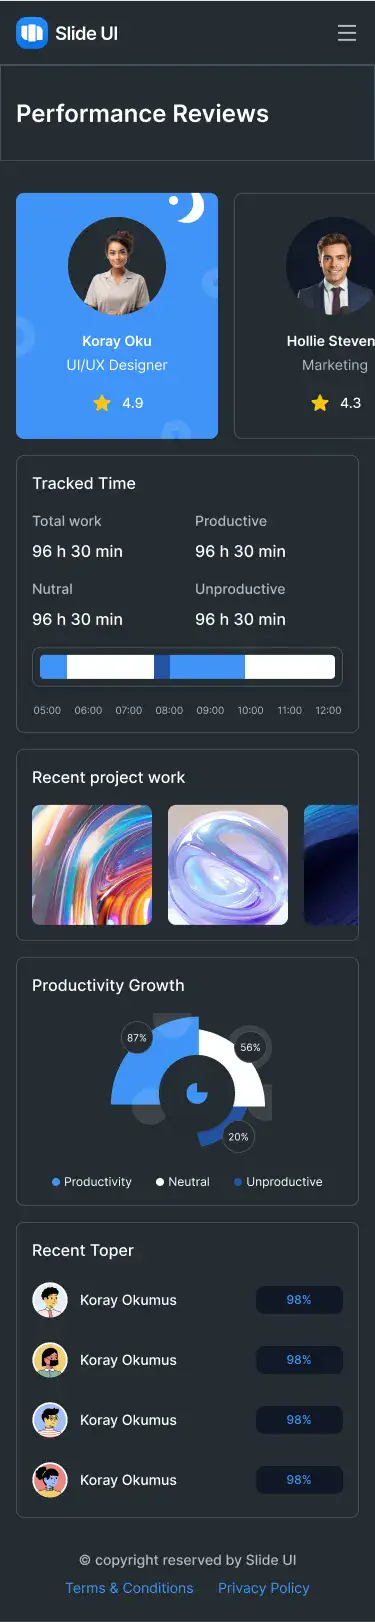 Slide UI
Performance Reviews
Koray Oku
UI/UX Designer
4.9
Hollie Steven
Marketing
4.3
Tracked Time
Total work
Productive
96 h 30 min
96 h 30 min
Nutral
Unproductive
96 h 30 min
96 h 30 min
05:00 06:00 07:00 08:00 09:00 10:00 11:00 12:00
Recent project work
Productivity Growth
87%
56%
20%
Productivity Neutral Unproductive
Recent Toper
Koray Okumus 98%
Koray Okumus 98%
Koray Okumus 98%
Koray Okumus 98%
© copyright reserved by Slide UI
Terms & Conditions Privacy Policy